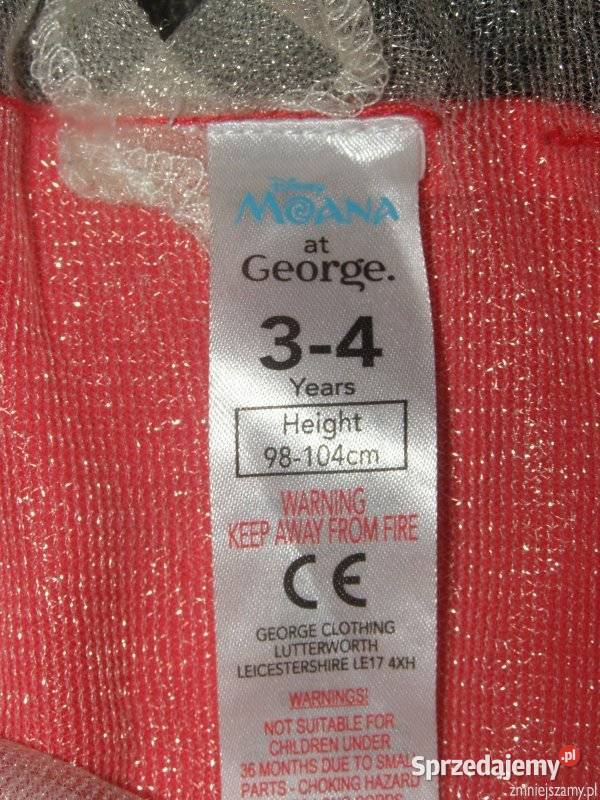 Disney
MOANA
at
George.
3-4
Years
Height
98-104cm
WARNING
KEEP AWAY FROM FIRE
CE
GEORGE CLOTHING
LUTTERWORTH
LEICESTERSHIRE LE17 4XH
WARNINGS!
NOT SUITABLE FOR
CHILDREN UNDER
36 MONTHS DUE TO SMALL
PARTS - CHOKING HAZARD
Sprzedajemy.pl
zmniejszamy.pl